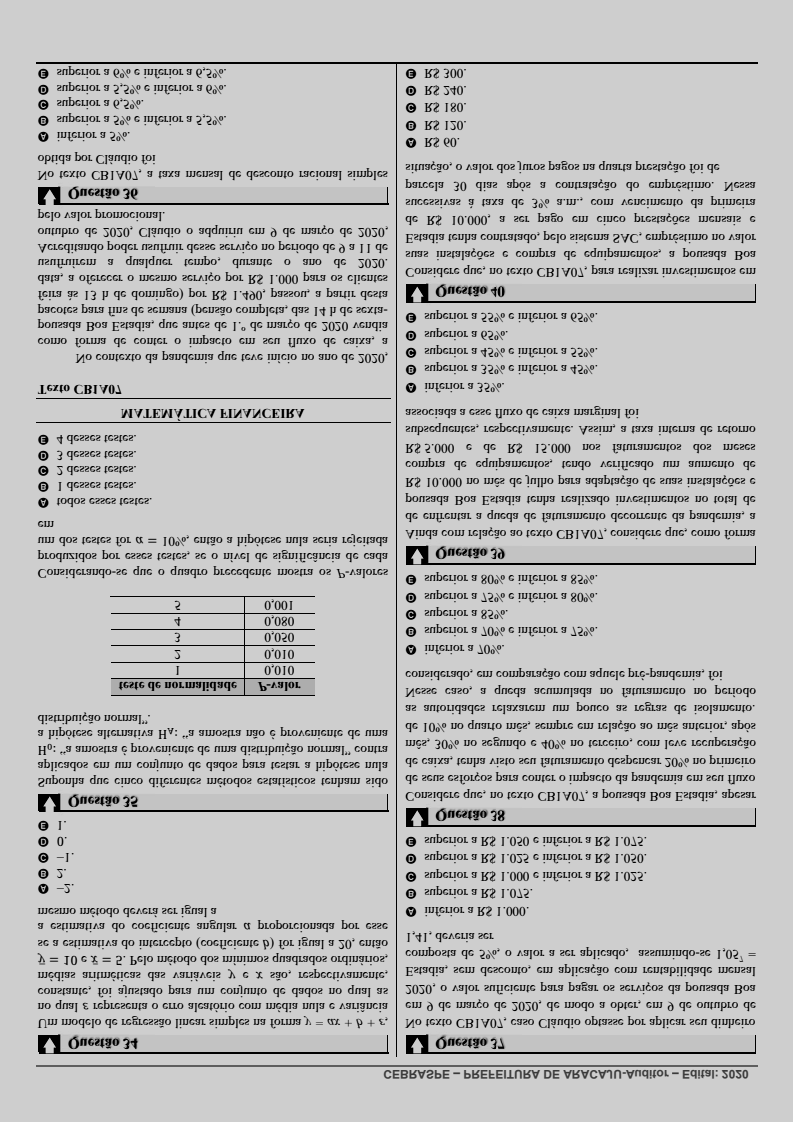 CEBRASPE – PREFEITURA DE ARACAJU-Auditor – Edital: 2020
Questão 34
Um modelo de regressão linear simples na forma y = ax + b + ε,
no qual ε representa o erro aleatório com média nula e variância
constante, foi ajustado para um conjunto de dados no qual as
médias aritméticas das variáveis y e x são, respectivamente,
ȳ = 10 e x̄ = 5. Pelo método dos mínimos quadrados ordinários,
se a estimativa do intercepto (coeficiente b) for igual a 20, então
a estimativa do coeficiente angular a proporcionada por esse
mesmo método deverá ser igual a
A –2.
B 2.
C –1.
D 0.
E 1.
Questão 35
Suponha que cinco diferentes métodos estatísticos tenham sido
aplicados em um conjunto de dados para testar a hipótese nula
H₀: “a amostra é proveniente de uma distribuição normal” contra
a hipótese alternativa Hₐ: “a amostra não é proveniente de uma
distribuição normal”.
teste de normalidade P-valor
1 0,010
2 0,010
3 0,050
4 0,080
5 0,001
Considerando-se que o quadro precedente mostra os P-valores
produzidos por esses testes, se o nível de significância de cada
um dos testes for α = 10%, então a hipótese nula seria rejeitada
em
A todos esses testes.
B 1 desses testes.
C 2 desses testes.
D 3 desses testes.
E 4 desses testes.
MATEMÁTICA FINANCEIRA
Texto CB1A07
No contexto da pandemia que teve início no ano de 2020,
como forma de conter o impacto em seu fluxo de caixa, a
pousada Boa Estadia, que antes de 1.º de março de 2020 vendia
pacotes para fins de semana (pensão completa, das 14 h de sexta-
feira às 13 h de domingo) por R$ 1.490, passou, a partir desta
data, a oferecer o mesmo serviço por R$ 1.000 para os clientes
usufruírem a qualquer tempo, durante o ano de 2020.
Acreditando poder usufruir desse serviço no período de 9 a 11 de
outubro de 2020, Cláudio o adquiriu em 9 de março de 2020,
pelo valor promocional.
Questão 36
No texto CB1A07, a taxa mensal de desconto racional simples
obtida por Cláudio foi
A inferior a 5%.
B superior a 5% e inferior a 5,5%.
C superior a 6,5%.
D superior a 5,5% e inferior a 6%.
E superior a 6% e inferior a 6,5%.
Questão 37
No texto CB1A07, caso Cláudio optasse por aplicar seu dinheiro
em 9 de março de 2020, de modo a obter, em 9 de outubro de
2020, o valor suficiente para pagar os serviços da pousada Boa
Estadia, sem desconto, em aplicação com rentabilidade mensal
composta de 5%, o valor a ser aplicado, assumindo-se 1,05⁷ =
1,41, deveria ser
A inferior a R$ 1.000.
B superior a R$ 1.075.
C superior a R$ 1.000 e inferior a R$ 1.025.
D superior a R$ 1.025 e inferior a R$ 1.050.
E superior a R$ 1.050 e inferior a R$ 1.075.
Questão 38
Considere que, no texto CB1A07, a pousada Boa Estadia, apesar
de seus esforços para conter o impacto da pandemia em seu fluxo
de caixa, tenha visto seu faturamento despencar 20% no primeiro
mês, 30% no segundo e 40% no terceiro, com leve recuperação
de 10% no quarto mês, sempre em relação ao mês anterior, após
as autoridades relaxarem um pouco as regras de isolamento.
Nesse caso, a queda acumulada no faturamento no período
considerado, em comparação com aquele pré-pandemia, foi
A inferior a 70%.
B superior a 70% e inferior a 75%.
C superior a 85%.
D superior a 75% e inferior a 80%.
E superior a 80% e inferior a 85%.
Questão 39
Ainda com relação ao texto CB1A07, considere que, como forma
de enfrentar a queda de faturamento decorrente da pandemia, a
pousada Boa Estadia tenha realizado investimentos no total de
R$ 10.000 no mês de julho para adaptação de suas instalações e
compra de equipamentos, tendo verificado um aumento de
R$ 5.000 e de R$ 15.000 nos faturamentos dos meses
subsequentes, respectivamente. Assim, a taxa interna de retorno
associada a esse fluxo de caixa marginal foi
A inferior a 35%.
B superior a 35% e inferior a 45%.
C superior a 45% e inferior a 55%.
D superior a 65%.
E superior a 55% e inferior a 65%.
Questão 40
Considere que, no texto CB1A07, para realizar investimentos em
suas instalações e compra de equipamentos, a pousada Boa
Estadia tenha contratado, pelo sistema SAC, empréstimo no valor
de R$ 10.000, a ser pago em cinco prestações mensais e
sucessivas à taxa de 3% a.m., com vencimento da primeira
parcela 30 dias após a contratação do empréstimo. Nessa
situação, o valor dos juros pagos na quarta prestação foi de
A R$ 60.
B R$ 120.
C R$ 180.
D R$ 240.
E R$ 300.